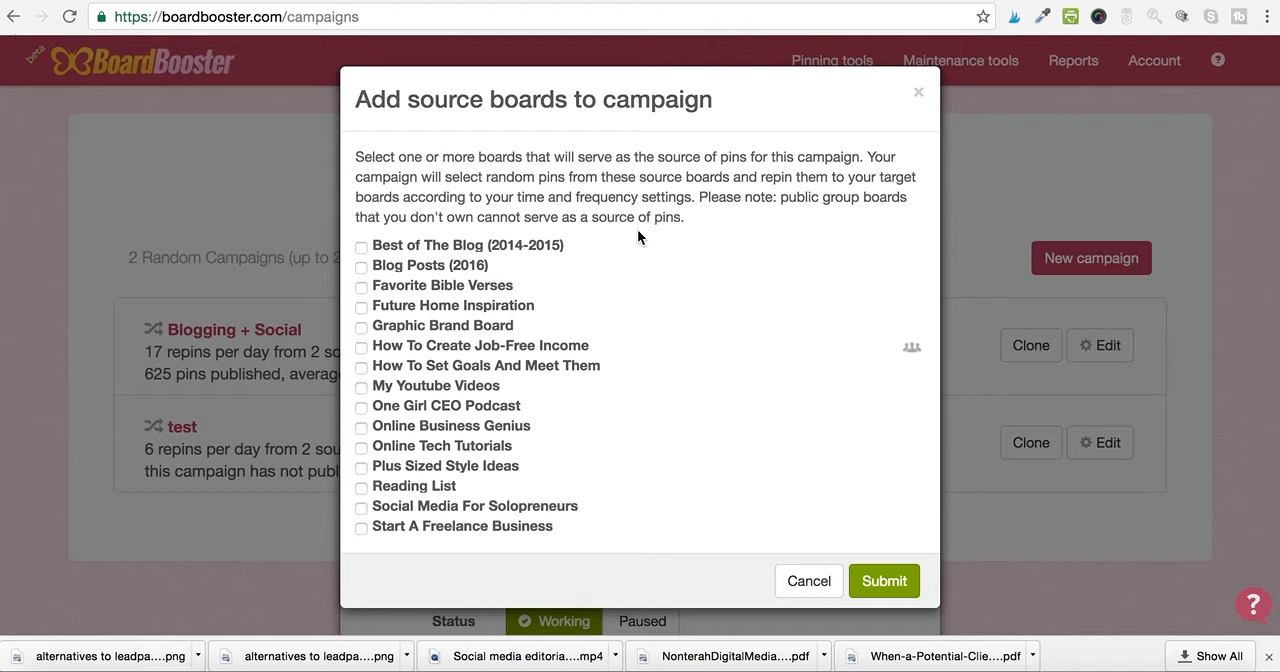 https://boardbooster.com/campaigns
beta
BoardBooster
Pinning tools
Maintenance tools
Reports
Account
?
Add source boards to campaign
×
Select one or more boards that will serve as the source of pins for this campaign. Your
campaign will select random pins from these source boards and repin them to your target
boards according to your time and frequency settings. Please note: public group boards
that you don't own cannot serve as a source of pins.
Best of The Blog (2014-2015)
Blog Posts (2016)
Favorite Bible Verses
Future Home Inspiration
Graphic Brand Board
How To Create Job-Free Income
How To Set Goals And Meet Them
My Youtube Videos
One Girl CEO Podcast
Online Business Genius
Online Tech Tutorials
Plus Sized Style Ideas
Reading List
Social Media For Solopreneurs
Start A Freelance Business
Cancel
Submit
2 Random Campaigns (up to 2
New campaign
Blogging + Social
17 repins per day from 2 so
625 pins published, averag
Clone
Edit
test
6 repins per day from 2 sou
this campaign has not publ
Clone
Edit
Status
Working
Paused
?
alternatives to leadpa....png
alternatives to leadpa....png
Social media editoria....mp4
NonterahDigitalMedia....pdf
When-a-Potential-Clie....pdf
Show All